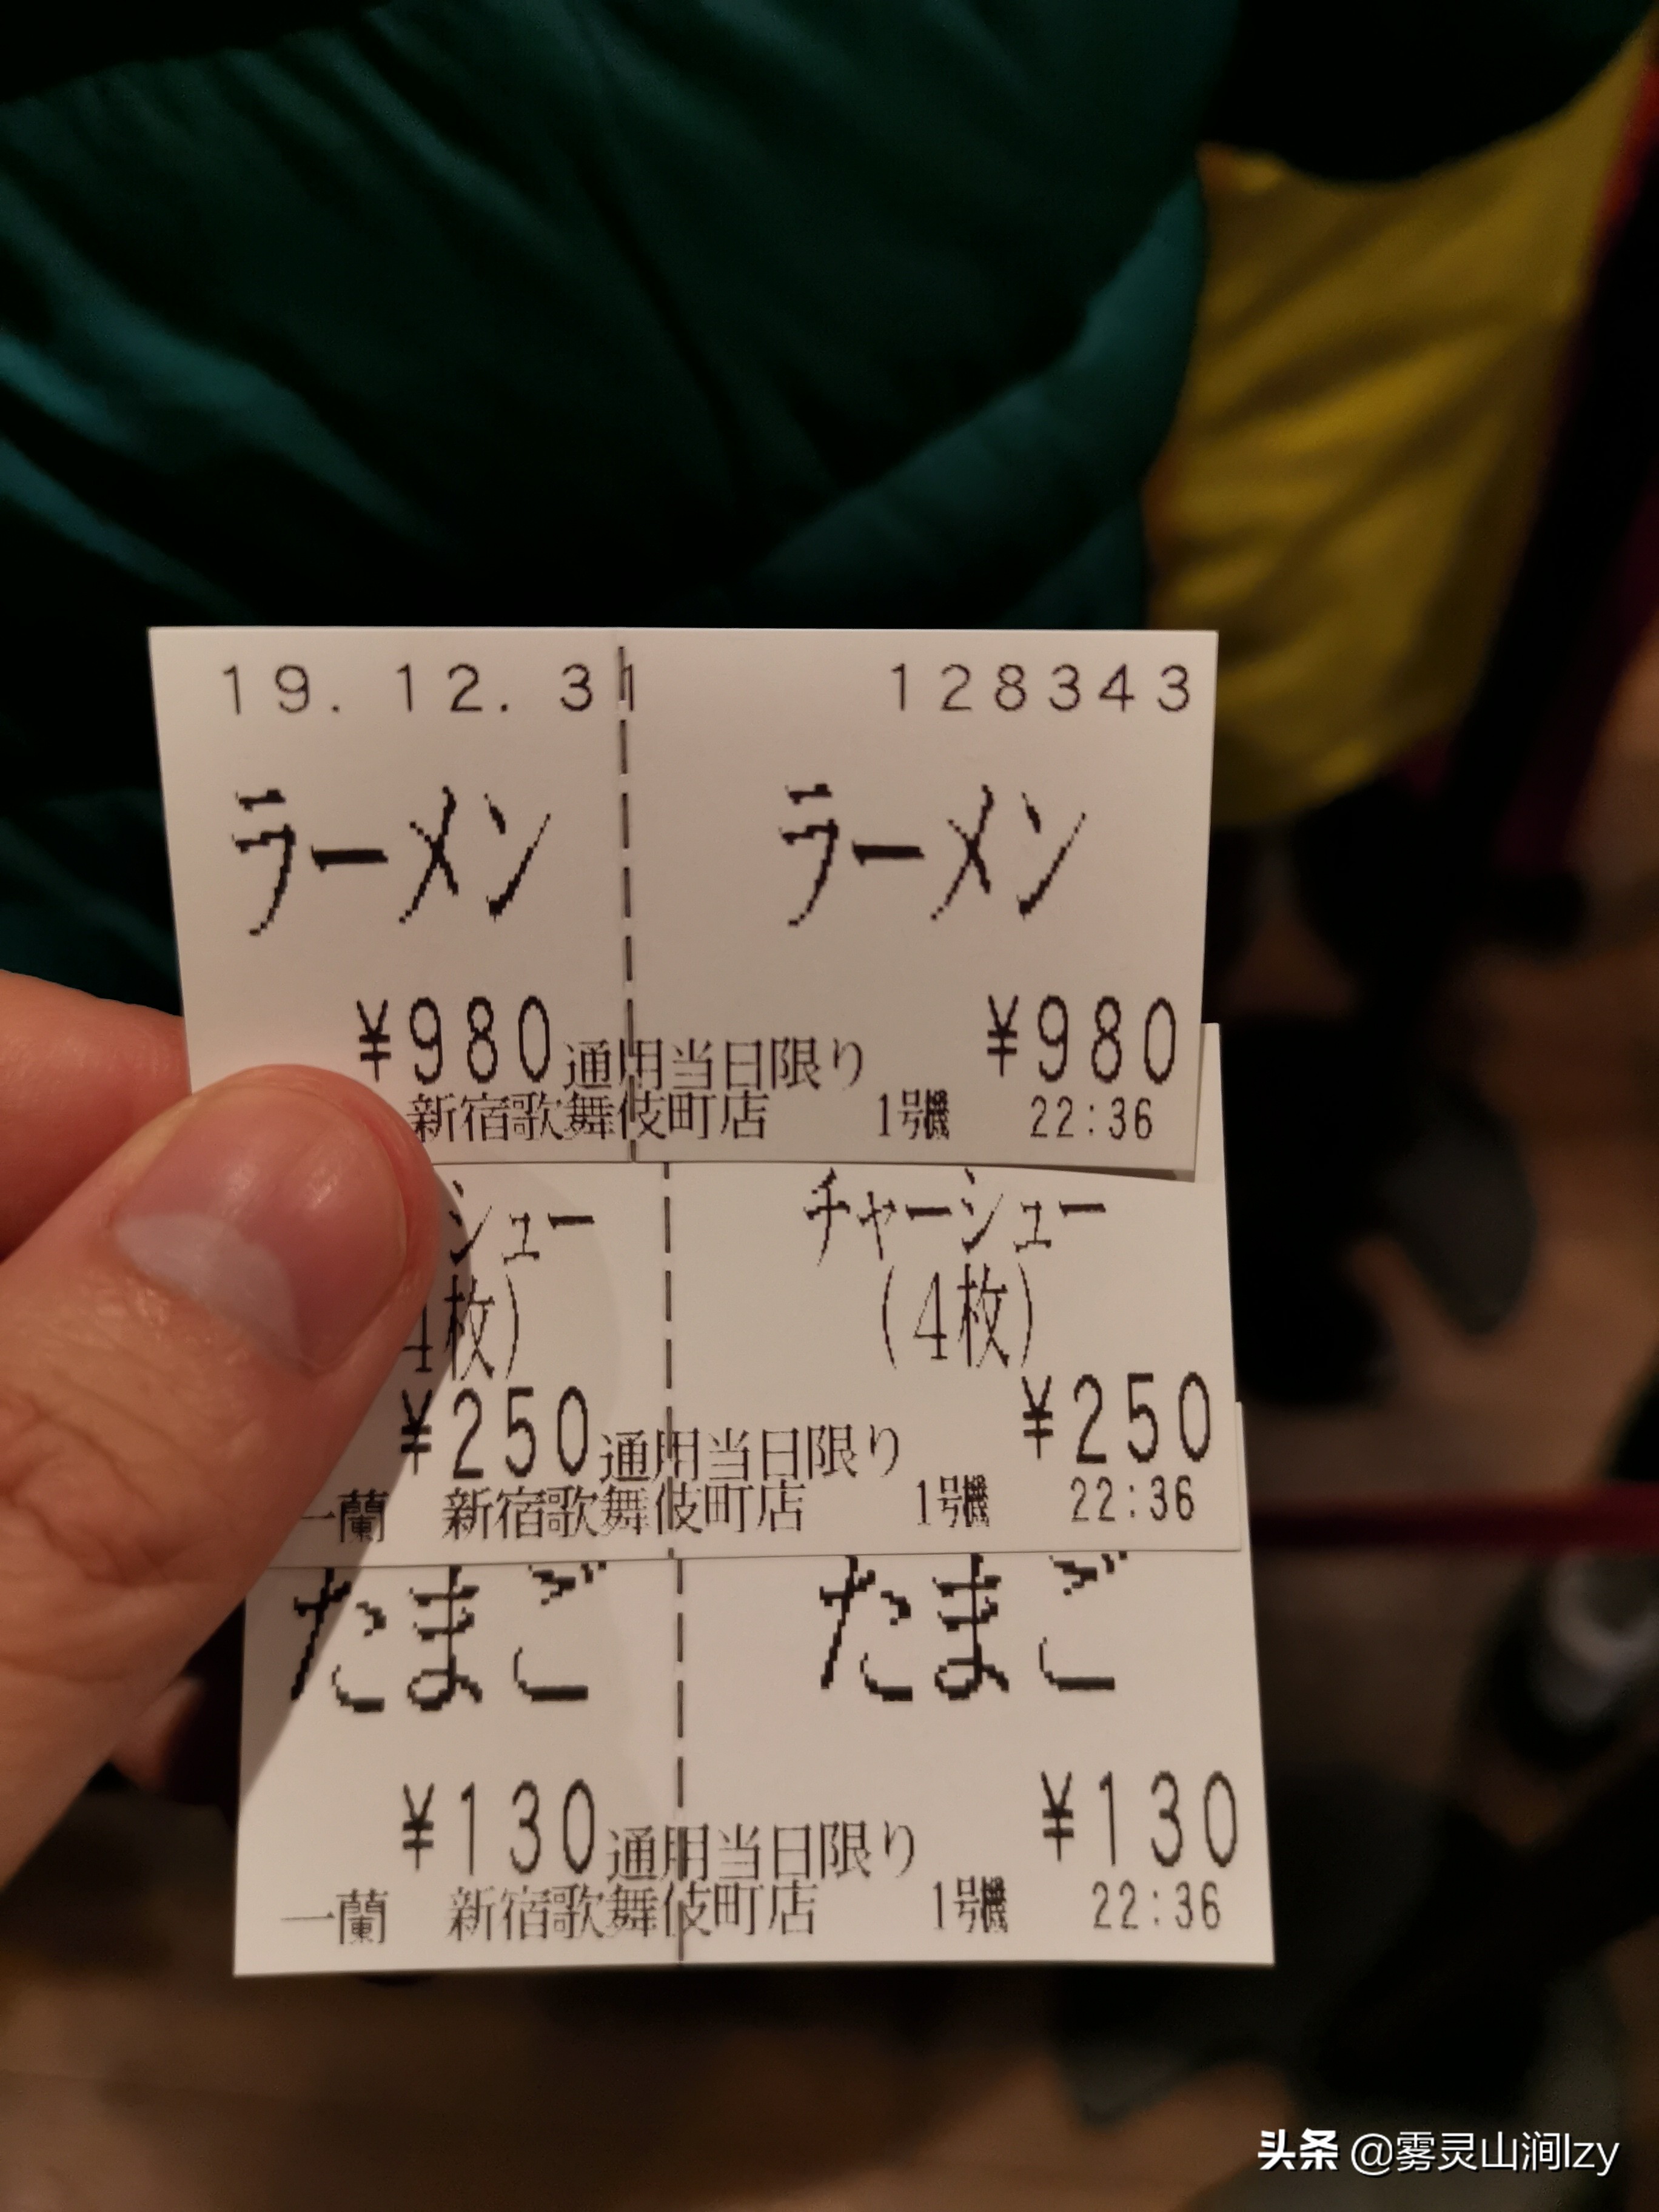 19.12.31 128343
ラーメン ラーメン
¥980 通用当日限り ¥980
新宿歌舞伎町店 1号機 22:36
シュー チャーシュー
4枚) (4枚)
¥250 通用当日限り ¥250
一蘭 新宿歌舞伎町店 1号機 22:36
たまご たまご
¥130 通用当日限り ¥130
一蘭 新宿歌舞伎町店 1号機 22:36
头条 @雾灵山涧lzy